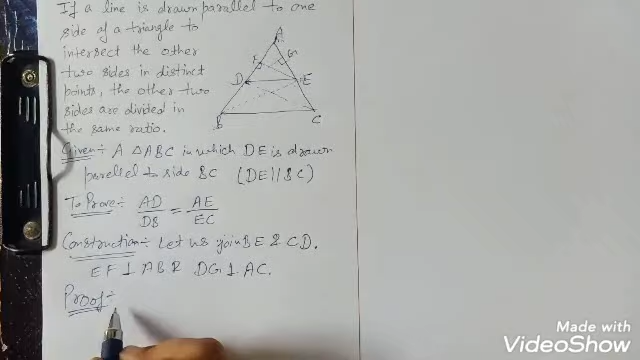 If a line is drawn parallel to one
side of a triangle to
intersect the other
two sides in distinct
points, the other two
sides are divided in
the same ratio.
A
F
G
D
E
B
C
Given÷ A △ABC in which DE is drawn
parallel to side BC (DE||BC)
To Prove÷ AD/DB = AE/EC
Construction÷ Let us join BE & CD.
EF ⊥ AB & DG ⊥ AC.
Proof÷
Made with
VideoShow